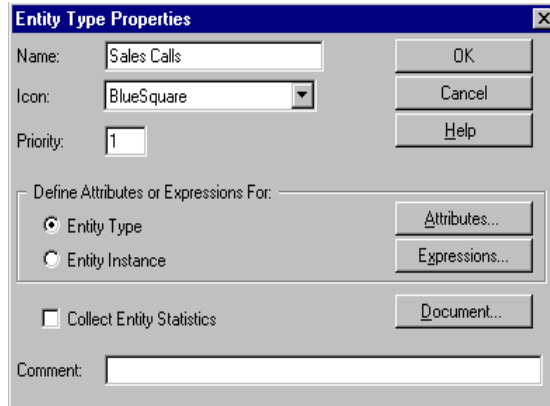 Entity Type Properties
Name: Sales Calls OK
Icon: BlueSquare Cancel
Help
Priority: 1
Define Attributes or Expressions For:
Entity Type Attributes...
Entity Instance Expressions...
Collect Entity Statistics Document...
Comment: